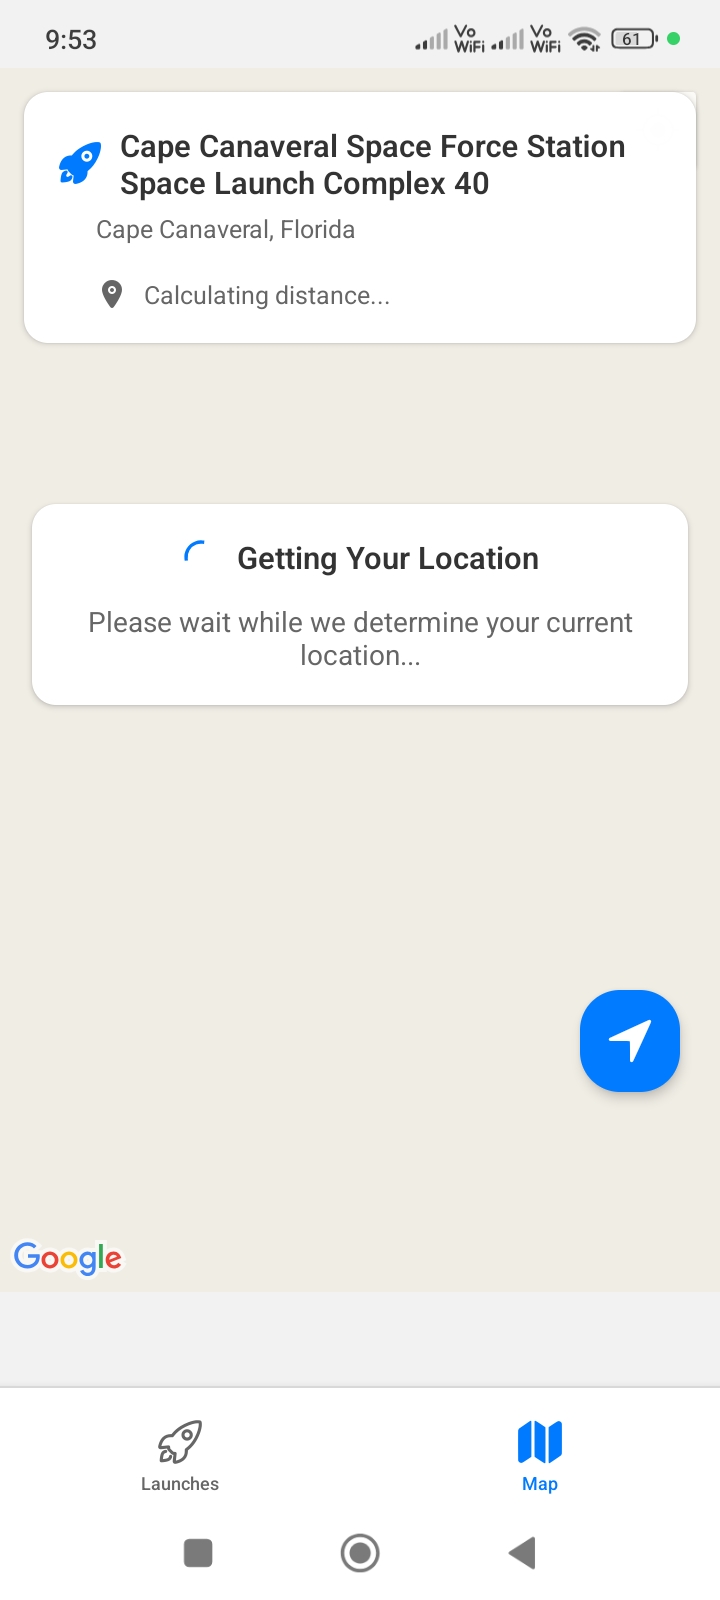 9:53
Vo
WiFi
Vo
WiFi
61
Cape Canaveral Space Force Station
Space Launch Complex 40
Cape Canaveral, Florida
Calculating distance...
Getting Your Location
Please wait while we determine your current
location...
Google
Launches
Map